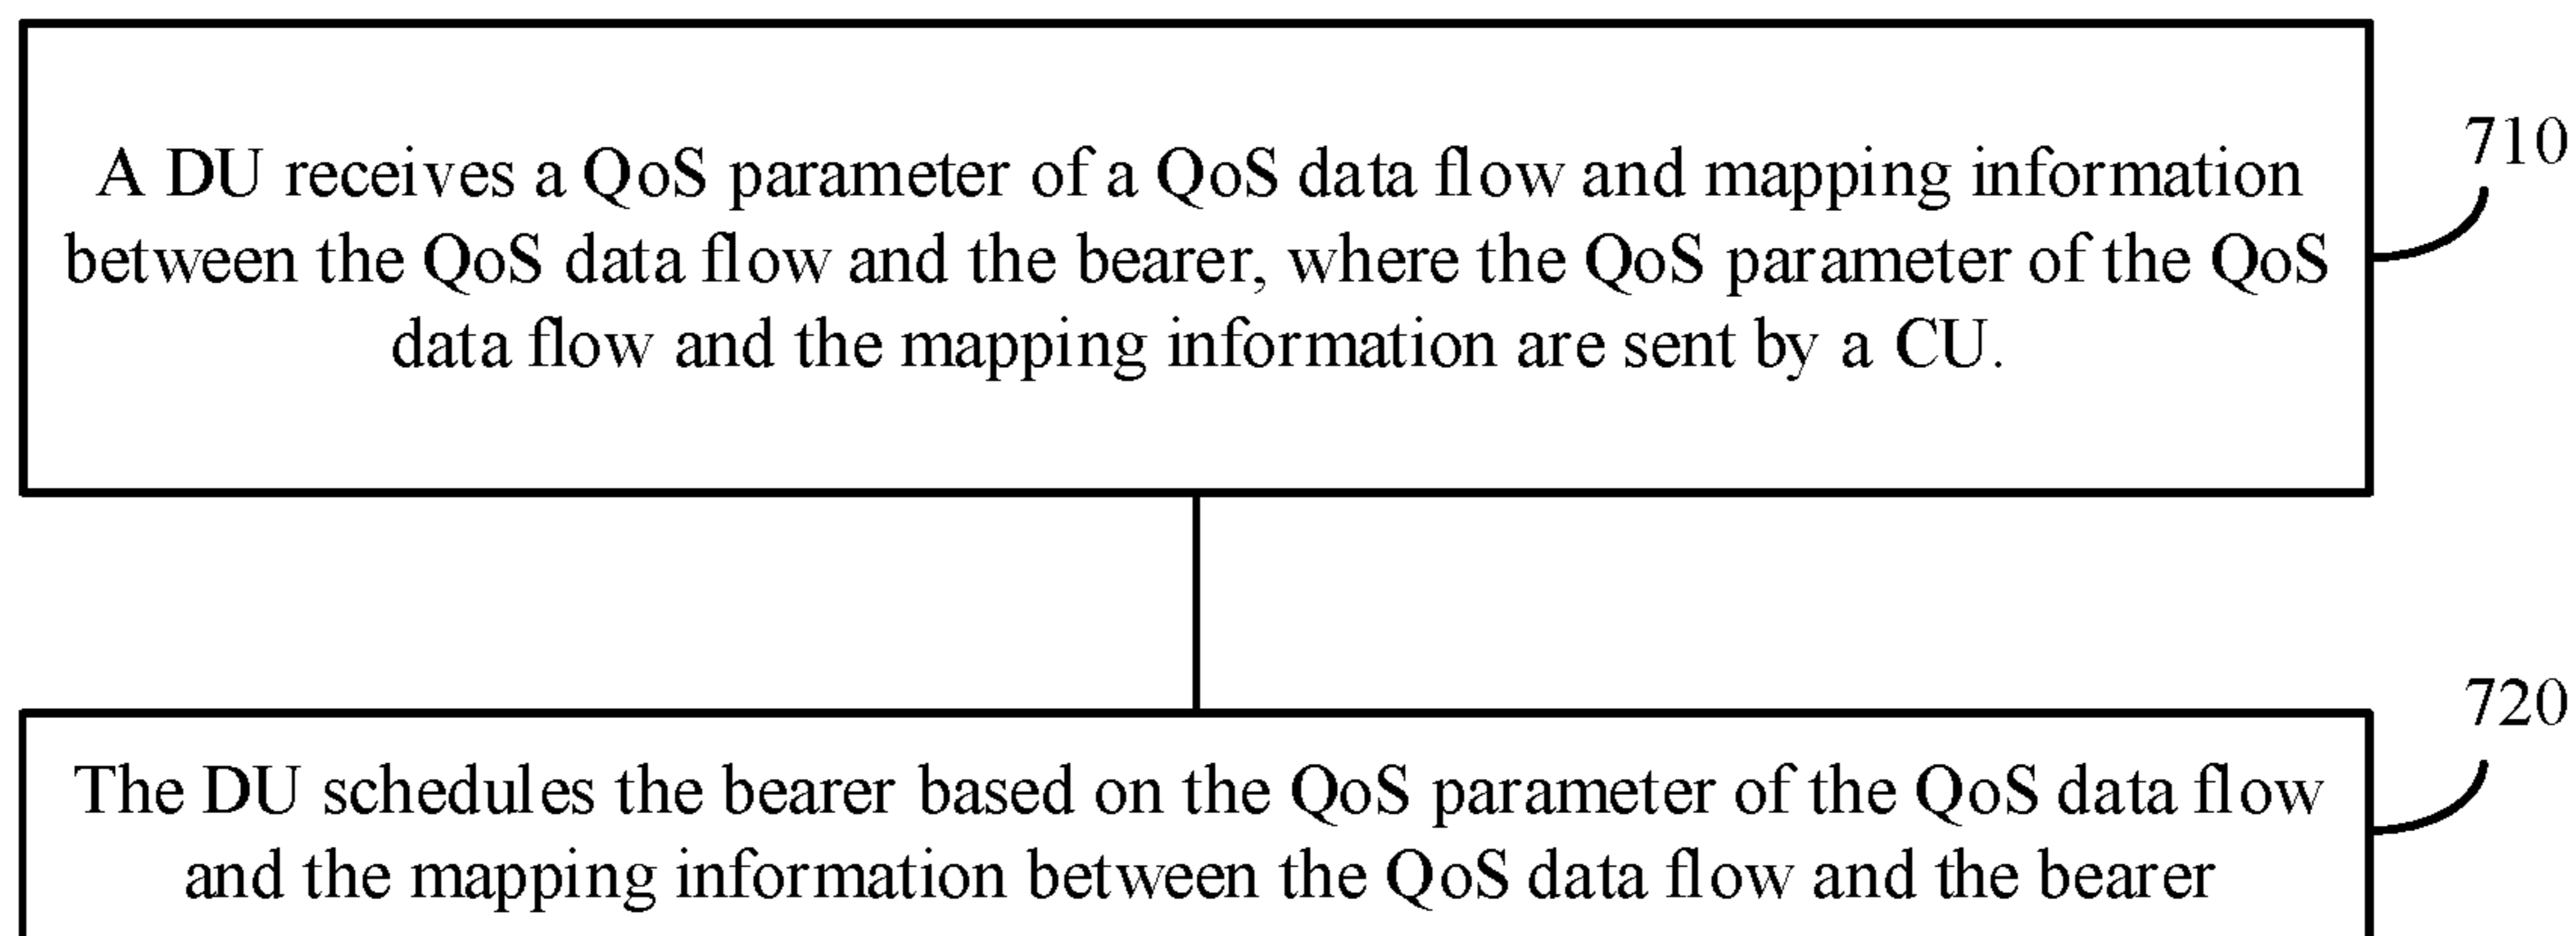 A DU receives a QoS parameter of a QoS data flow and mapping information
between the QoS data flow and the bearer, where the QoS parameter of the QoS
data flow and the mapping information are sent by a CU.
710
The DU schedules the bearer based on the QoS parameter of the QoS data flow
and the mapping information between the QoS data flow and the bearer
720